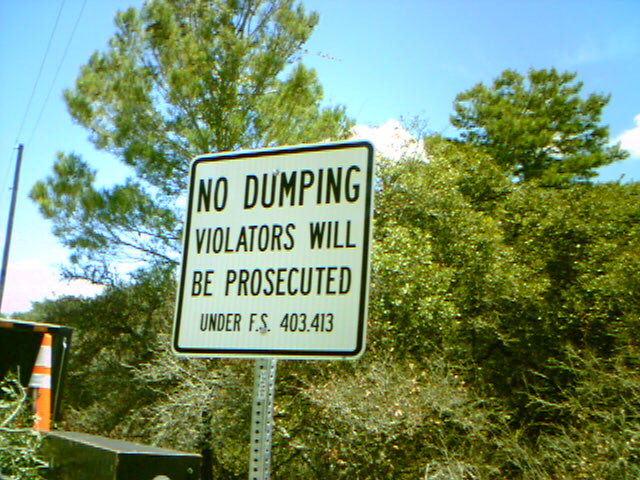 NO DUMPING
VIOLATORS WILL
BE PROSECUTED
UNDER F.S. 403.413